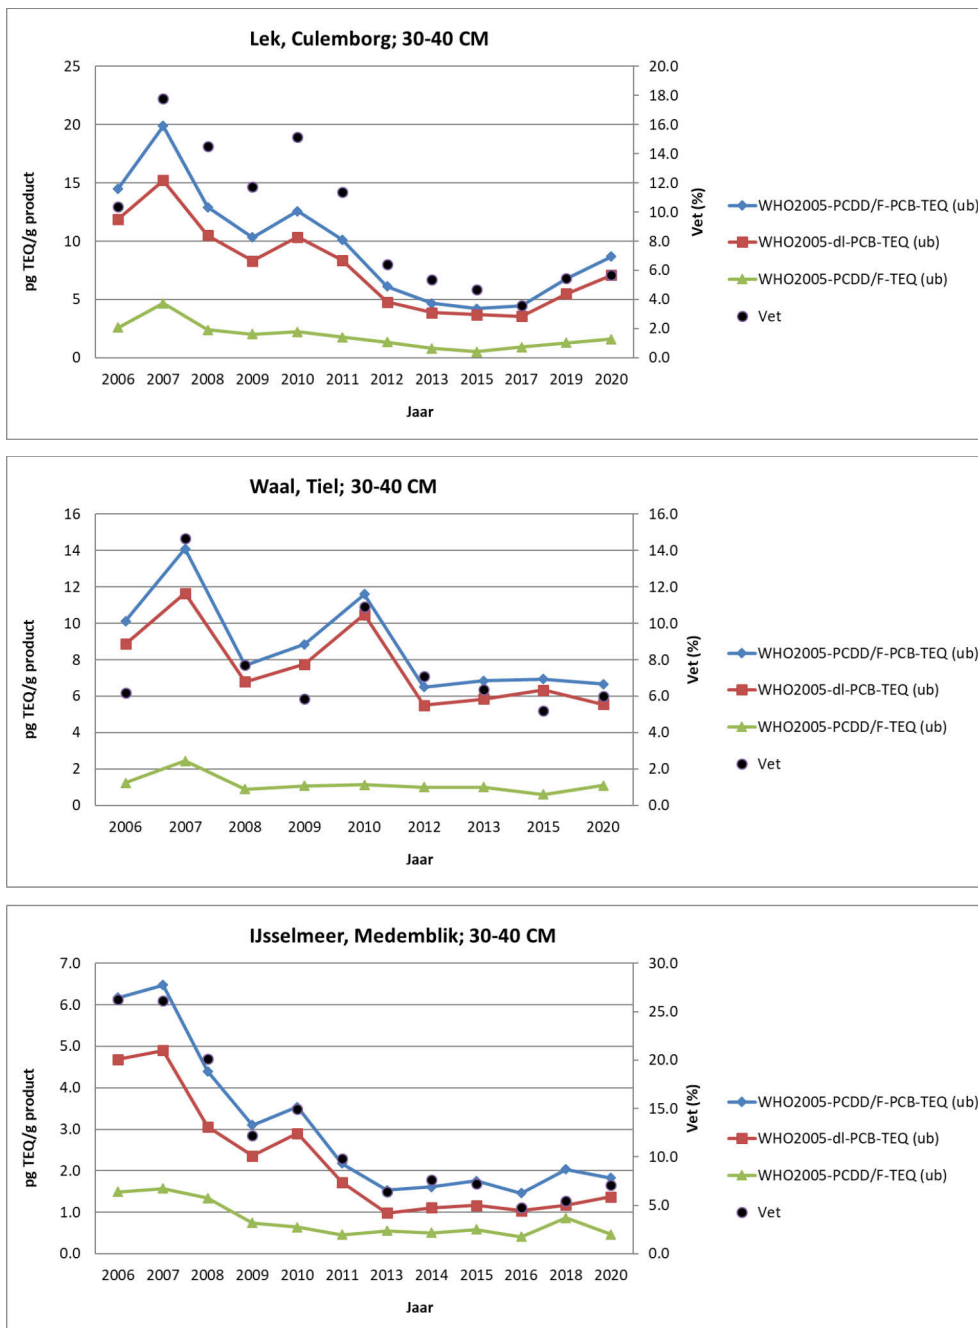 Lek, Culemborg; 30-40 CM
25
20
15
10
5
0
pg TEQ/g product
20.0
18.0
16.0
14.0
12.0
10.0
8.0
6.0
4.0
2.0
0.0
Vet (%)
2006 2007 2008 2009 2010 2011 2012 2013 2015 2017 2019 2020
Jaar
WHO2005-PCDD/F-PCB-TEQ (ub)
WHO2005-dl-PCB-TEQ (ub)
WHO2005-PCDD/F-TEQ (ub)
Vet
Waal, Tiel; 30-40 CM
16
14
12
10
8
6
4
2
0
pg TEQ/g product
16.0
14.0
12.0
10.0
8.0
6.0
4.0
2.0
0.0
Vet (%)
2006 2007 2008 2009 2010 2012 2013 2015 2020
Jaar
WHO2005-PCDD/F-PCB-TEQ (ub)
WHO2005-dl-PCB-TEQ (ub)
WHO2005-PCDD/F-TEQ (ub)
Vet
IJsselmeer, Medemblik; 30-40 CM
7.0
6.0
5.0
4.0
3.0
2.0
1.0
0.0
pg TEQ/g product
30.0
25.0
20.0
15.0
10.0
5.0
0.0
Vet (%)
2006 2007 2008 2009 2010 2011 2013 2014 2015 2016 2018 2020
Jaar
WHO2005-PCDD/F-PCB-TEQ (ub)
WHO2005-dl-PCB-TEQ (ub)
WHO2005-PCDD/F-TEQ (ub)
Vet